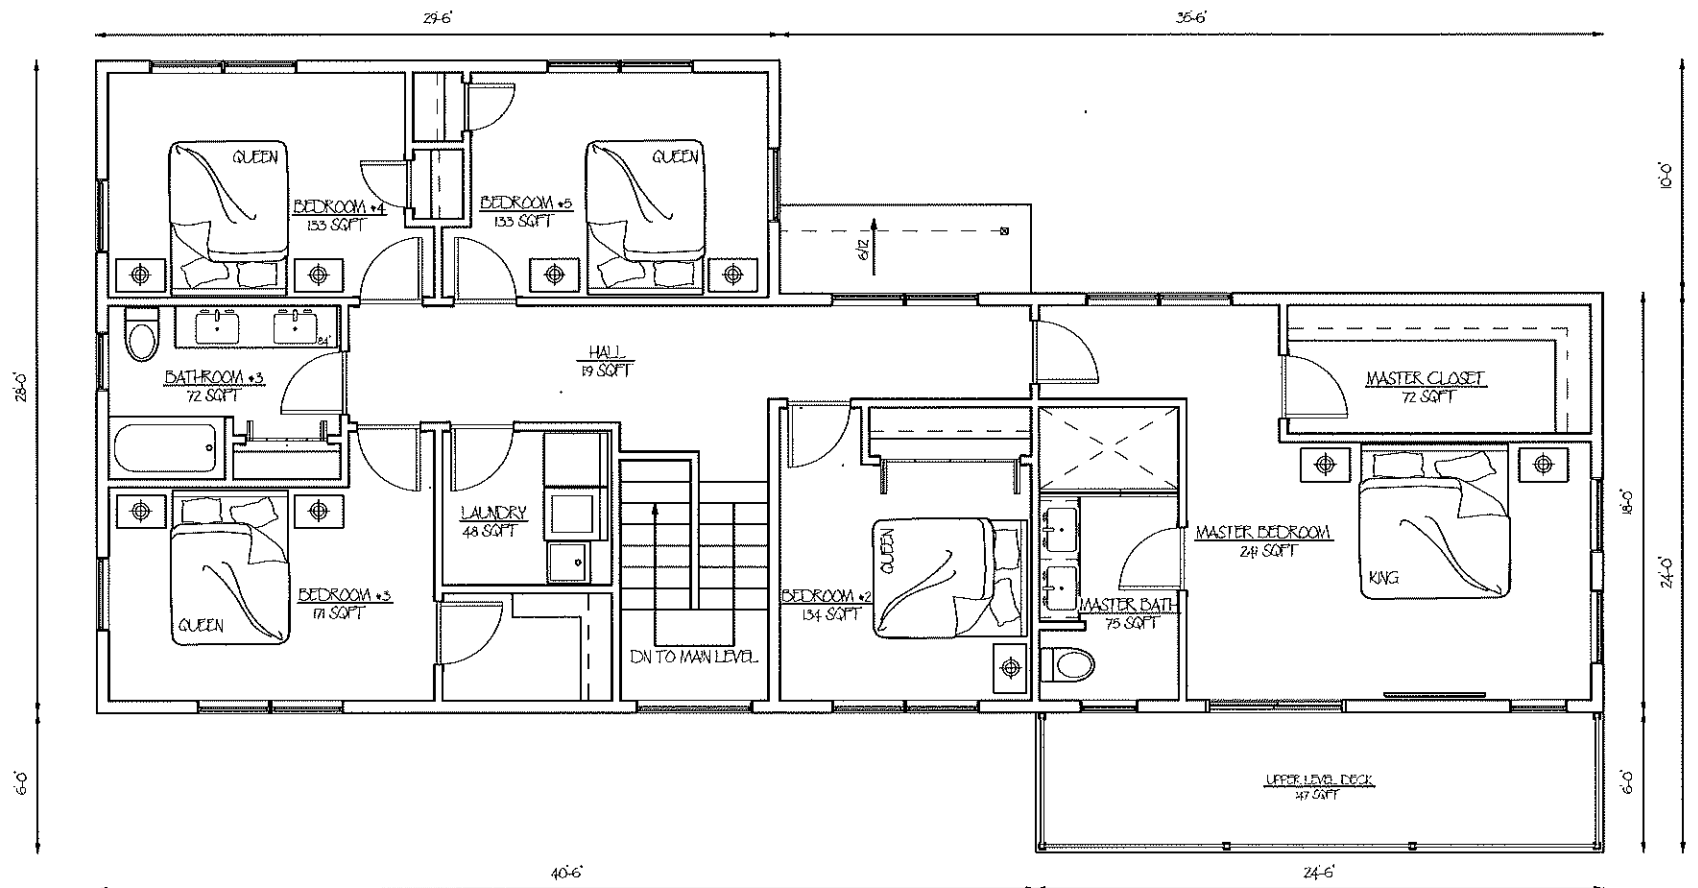 29'-6"
35'-6"
QUEEN
QUEEN
BEDROOM #4
133 SQFT
BEDROOM #5
133 SQFT
10'-0"
6/12
84"
HALL
BATHROOM #3
72 SQFT
28'-0"
MASTER CLOSET
72 SQFT
LAUNDRY
48 SQFT
QUEEN
MASTER BEDROOM
18'-0"
24'-0"
KING
BEDROOM #3
171 SQFT
QUEEN
BEDROOM #2
134 SQFT
MASTER BATH
75 SQFT
DN TO MAIN LEVEL
UPPER LEVEL DECK
6'-0"
6'-0"
40'-6"
24'-6"